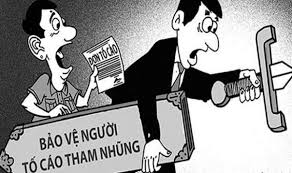 ĐƠN TỐ CÁO
BẢO VỆ NGƯỜI
TỐ CÁO THAM NHŨNG